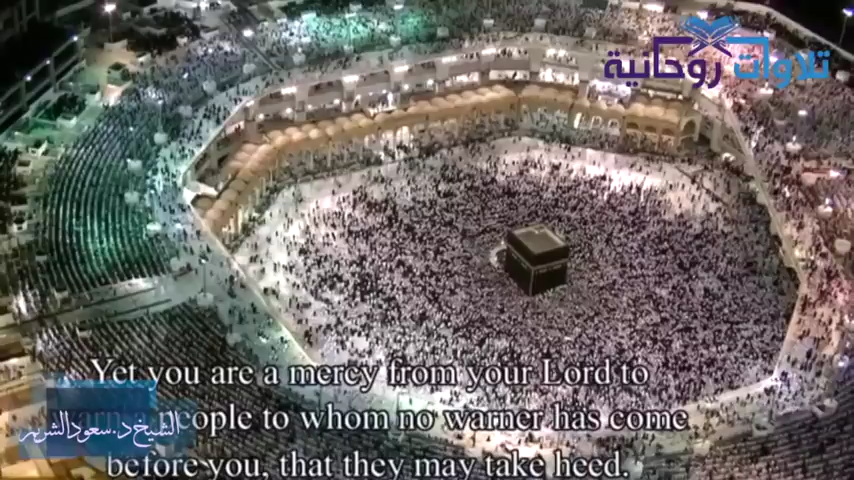 تلاوات روحانية
Yet you are a mercy from your Lord to
warn a people to whom no warner has come
before you, that they may take heed.
الشيخ د. سعود الشريم